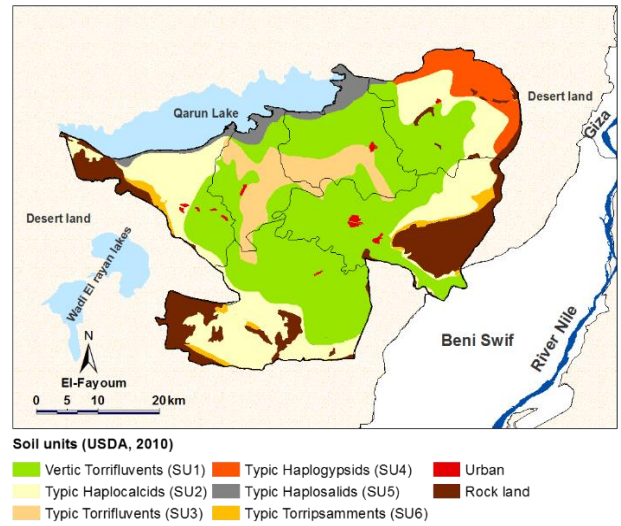 Qarun Lake
Desert land
Giza
Desert land
Wadi El rayan lakes
N
El-Fayoum
0 5 10 20 km
Beni Swif
River Nile
Soil units (USDA, 2010)
Vertic Torrifluvents (SU1) Typic Haplogypsids (SU4) Urban
Typic Haplocalcids (SU2) Typic Haplosalids (SU5) Rock land
Typic Torrifluvents (SU3) Typic Torripsamments (SU6)